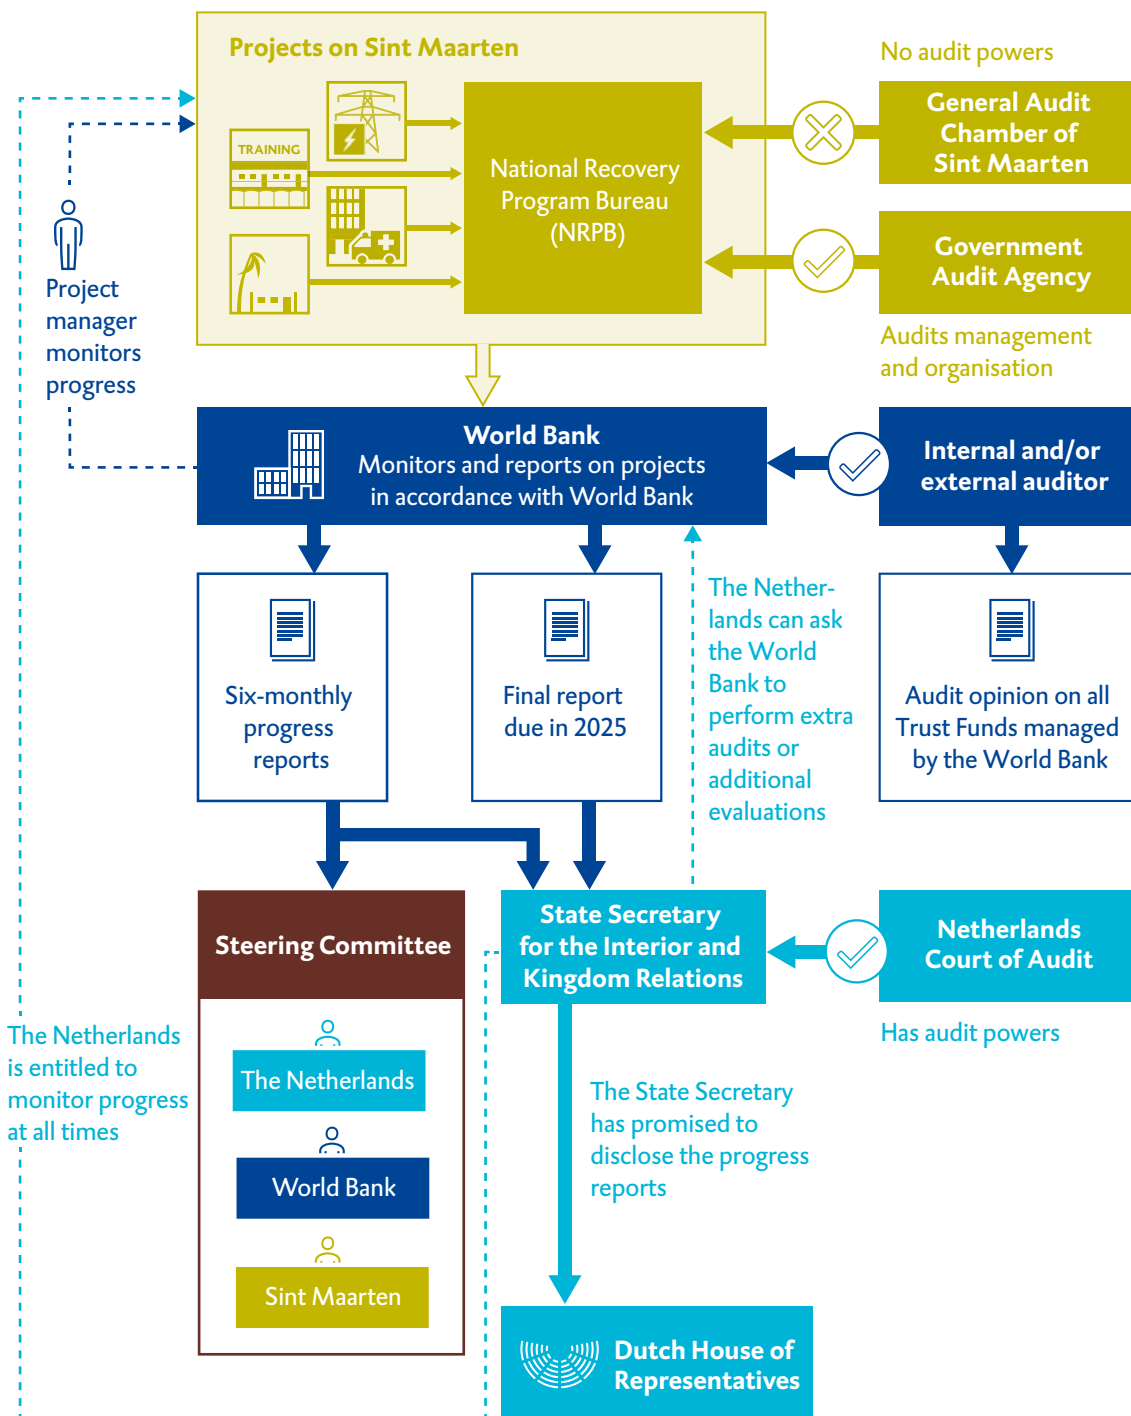 Projects on Sint Maarten
TRAINING
National Recovery
Program Bureau
(NRPB)
No audit powers
General Audit
Chamber of
Sint Maarten
Government
Audit Agency
Audits management
and organisation
Project
manager
monitors
progress
World Bank
Monitors and reports on projects
in accordance with World Bank
Internal and/or
external auditor
Six-monthly
progress
reports
Final report
due in 2025
The Nether-
lands can ask
the World
Bank to
perform extra
audits or
additional
evaluations
Audit opinion on all
Trust Funds managed
by the World Bank
Steering Committee
The Netherlands
World Bank
Sint Maarten
State Secretary
for the Interior and
Kingdom Relations
Netherlands
Court of Audit
Has audit powers
The Netherlands
is entitled to
monitor progress
at all times
The State Secretary
has promised to
disclose the progress
reports
Dutch House of
Representatives